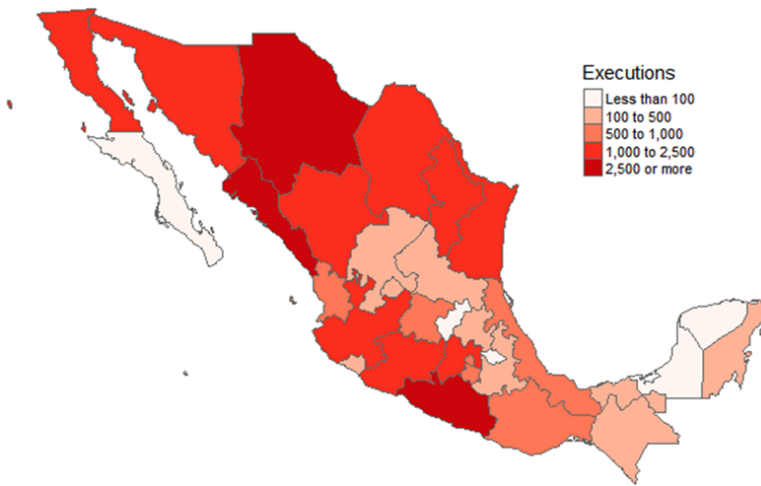 Executions
Less than 100
100 to 500
500 to 1,000
1,000 to 2,500
2,500 or more